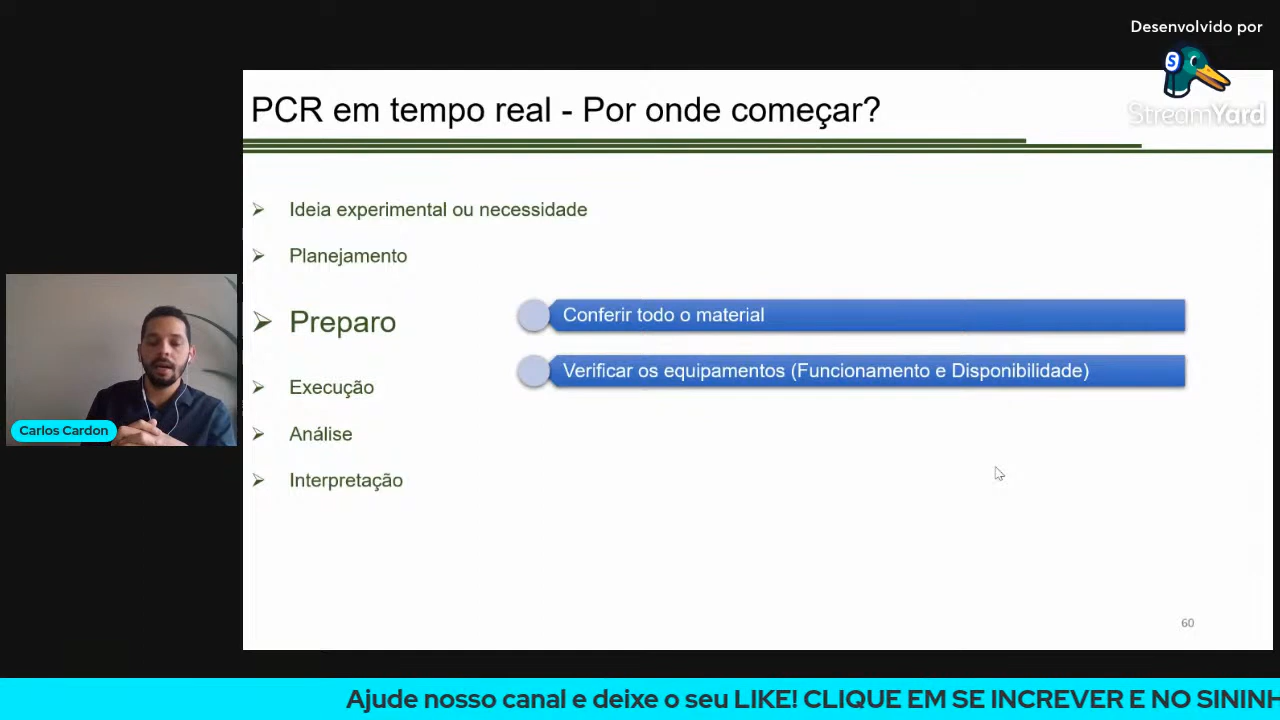 Desenvolvido por
S
StreamYard
PCR em tempo real - Por onde começar?
Ideia experimental ou necessidade
Planejamento
Preparo
Conferir todo o material
Verificar os equipamentos (Funcionamento e Disponibilidade)
Execução
Análise
Interpretação
Carlos Cardon
60
Ajude nosso canal e deixe o seu LIKE! CLIQUE EM SE INCREVER E NO SININH